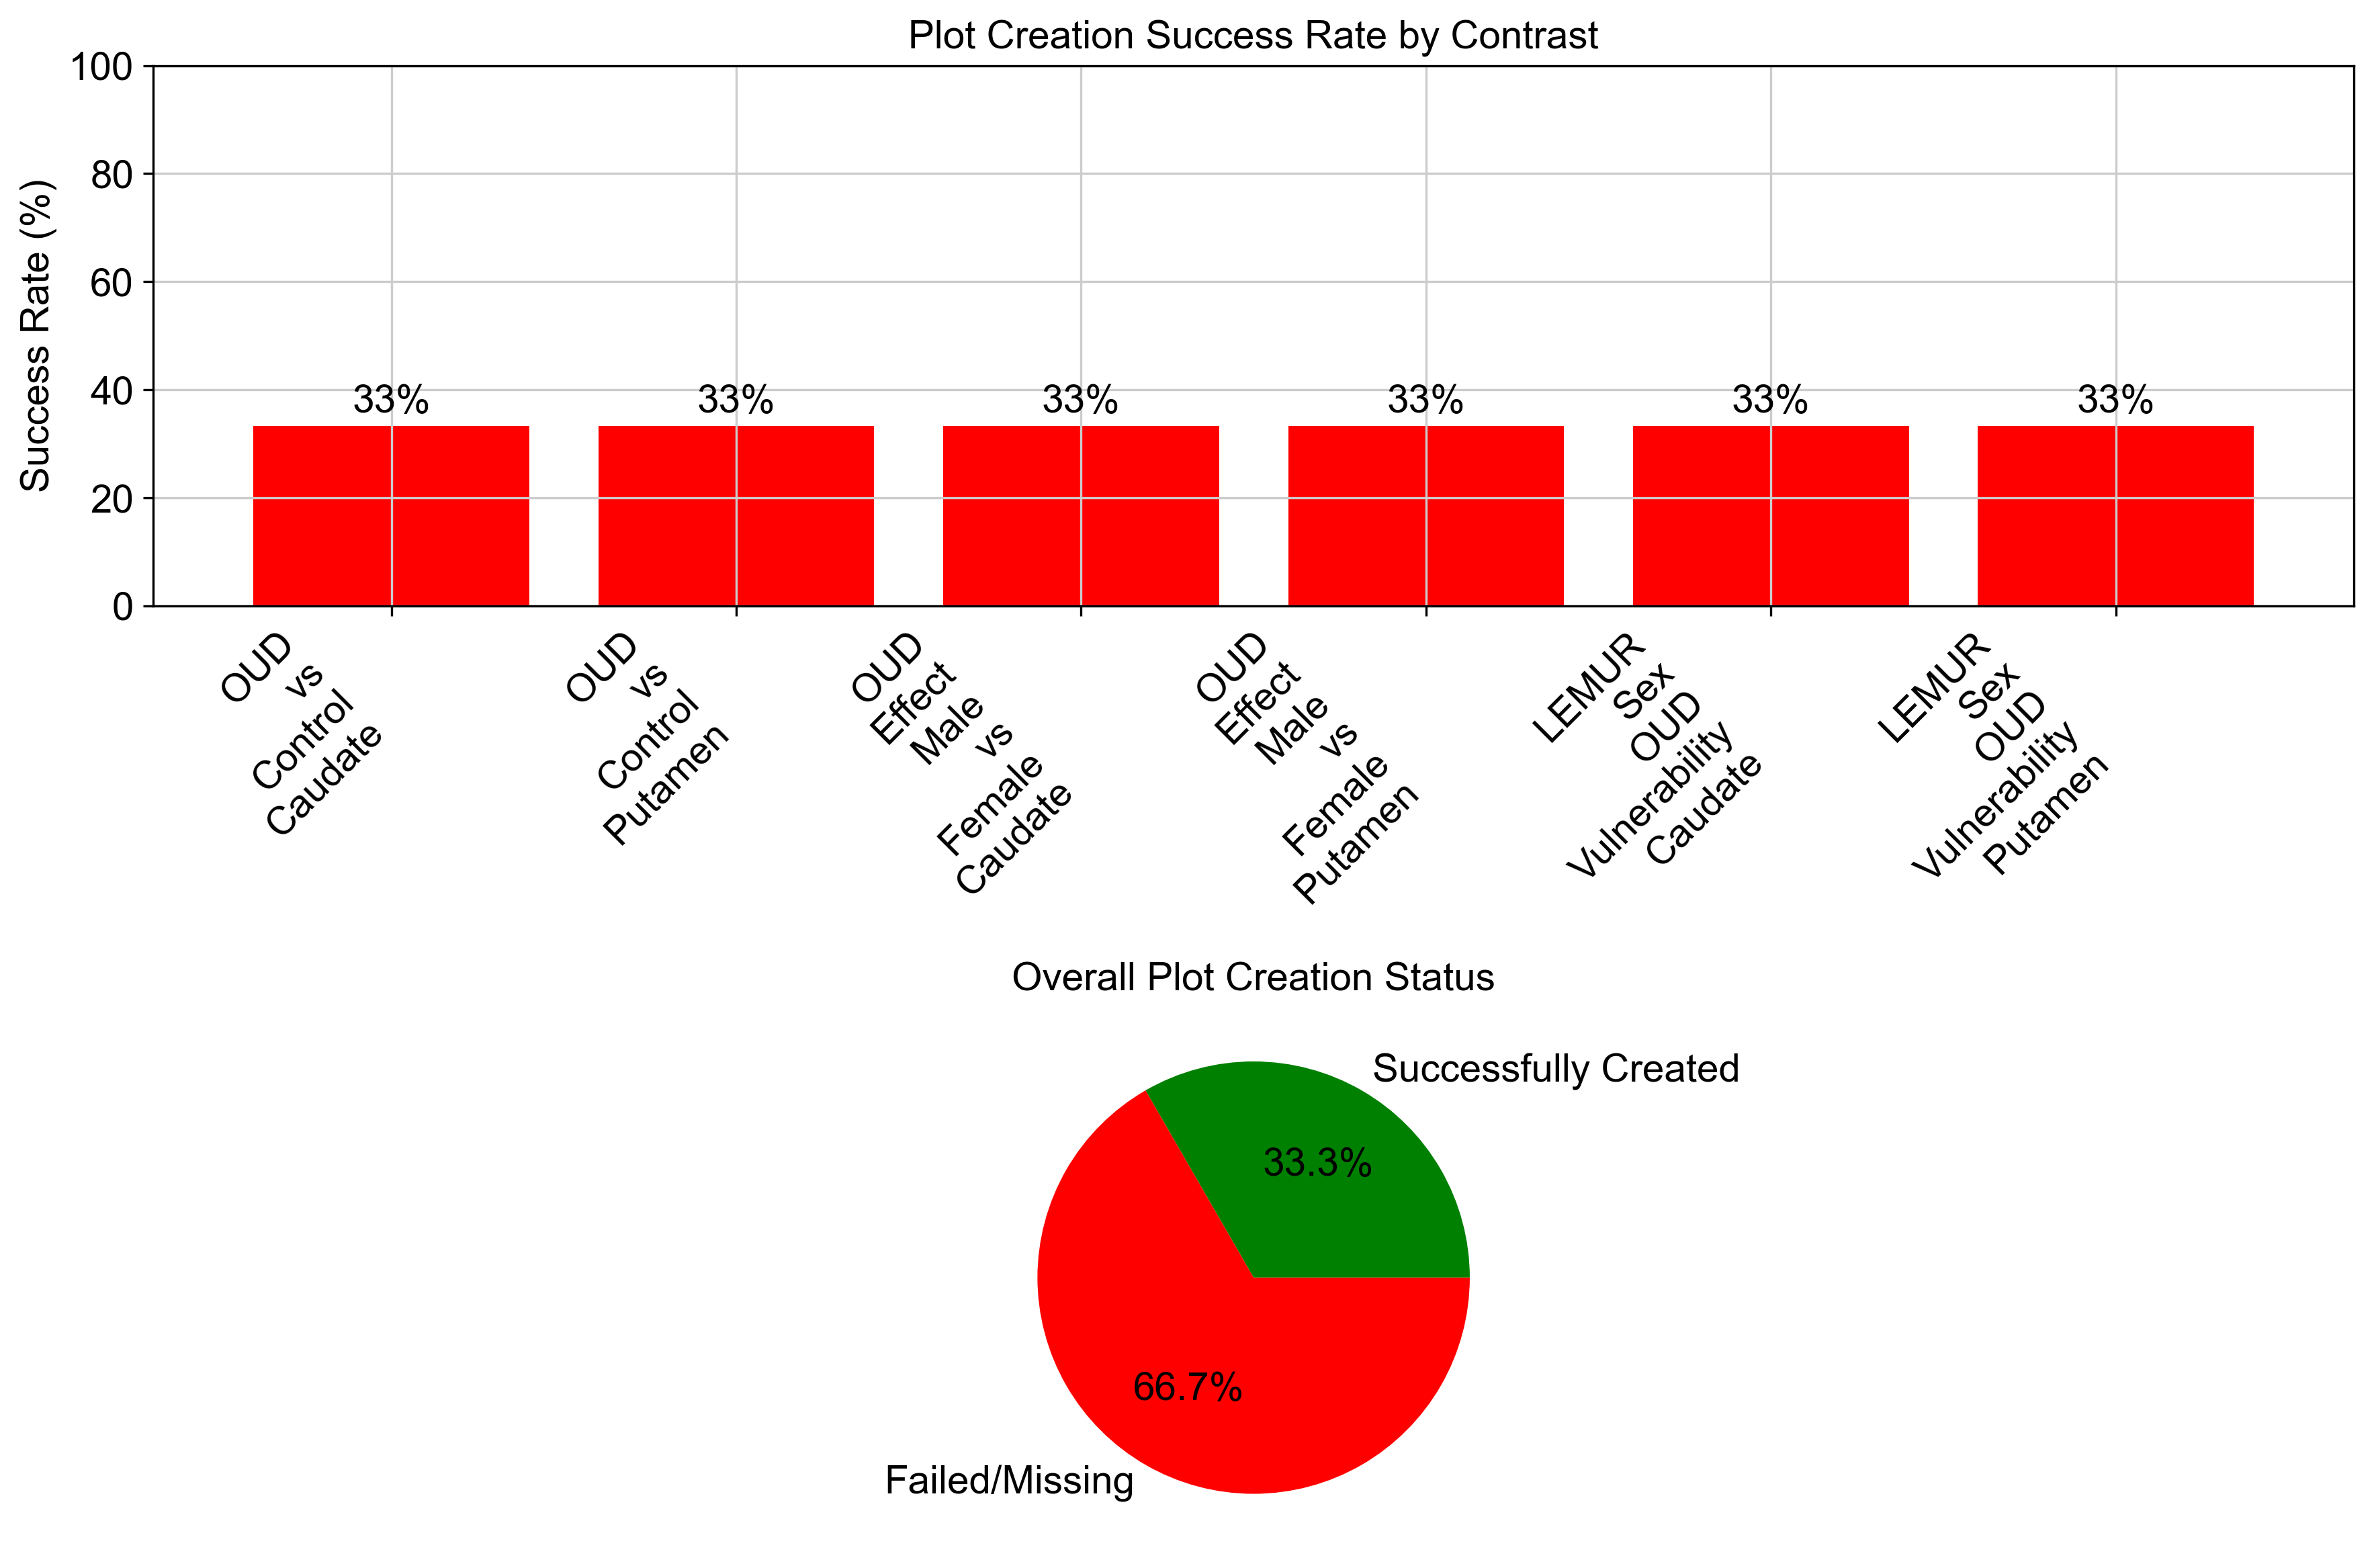 Plot Creation Success Rate by Contrast
Success Rate (%)
100
80
60
40
20
0
33%
33%
33%
33%
33%
33%
OUD
vs
Control
Caudate
OUD
vs
Control
Putamen
OUD
Effect
Male
vs
Female
Caudate
OUD
Effect
Male
vs
Female
Putamen
LEMUR
Sex
OUD
Vulnerability
Caudate
LEMUR
Sex
OUD
Vulnerability
Putamen
Overall Plot Creation Status
Successfully Created
33.3%
66.7%
Failed/Missing